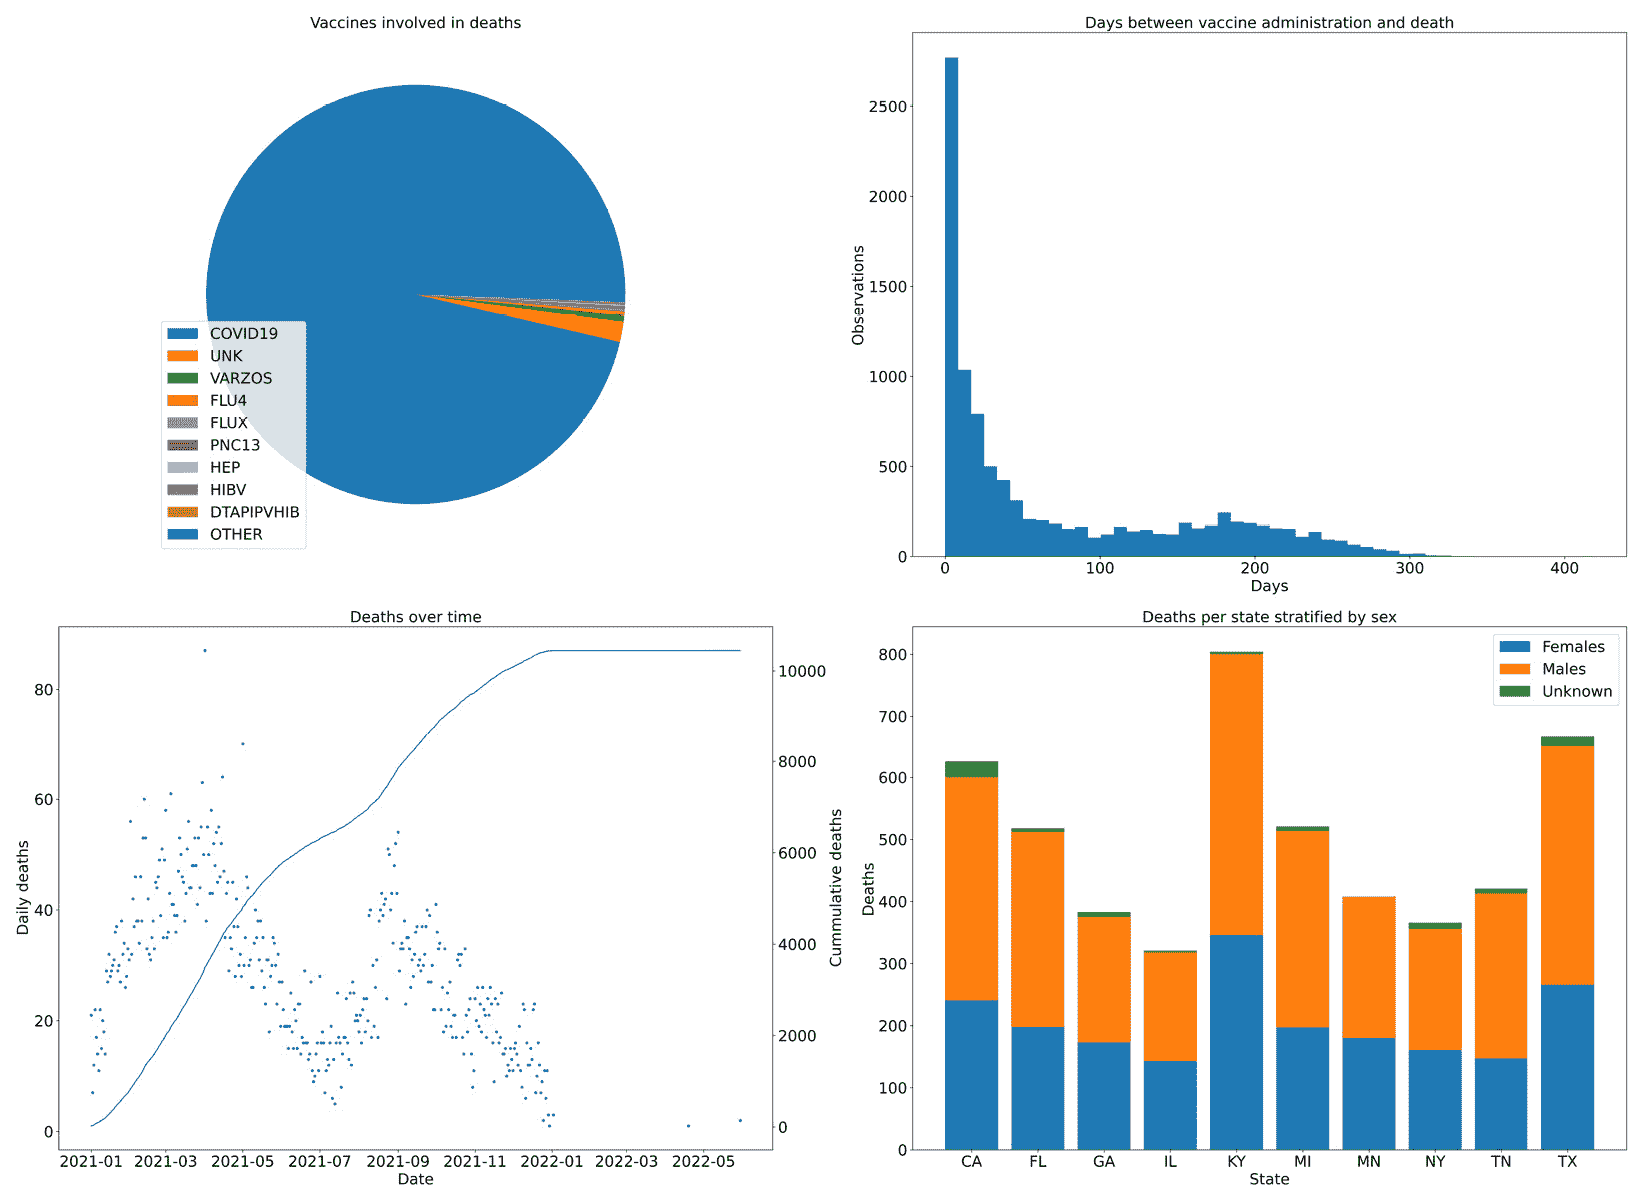 Vaccines involved in deaths
COVID19
UNK
VARZOS
FLU4
FLUX
PNC13
HEP
HIBV
DTAPIPVHIB
OTHER
Days between vaccine administration and death
Observations
2500
2000
1500
1000
500
0
0 100 200 300 400
Days
Deaths over time
Daily deaths
80
60
40
20
0
10000
8000
6000
4000
2000
0
Cummulative deaths
2021-01 2021-03 2021-05 2021-07 2021-09 2021-11 2022-01 2022-03 2022-05
Date
Deaths per state stratified by sex
Females
Males
Unknown
Deaths
800
700
600
500
400
300
200
100
0
CA FL GA IL KY MI MN NY TN TX
State